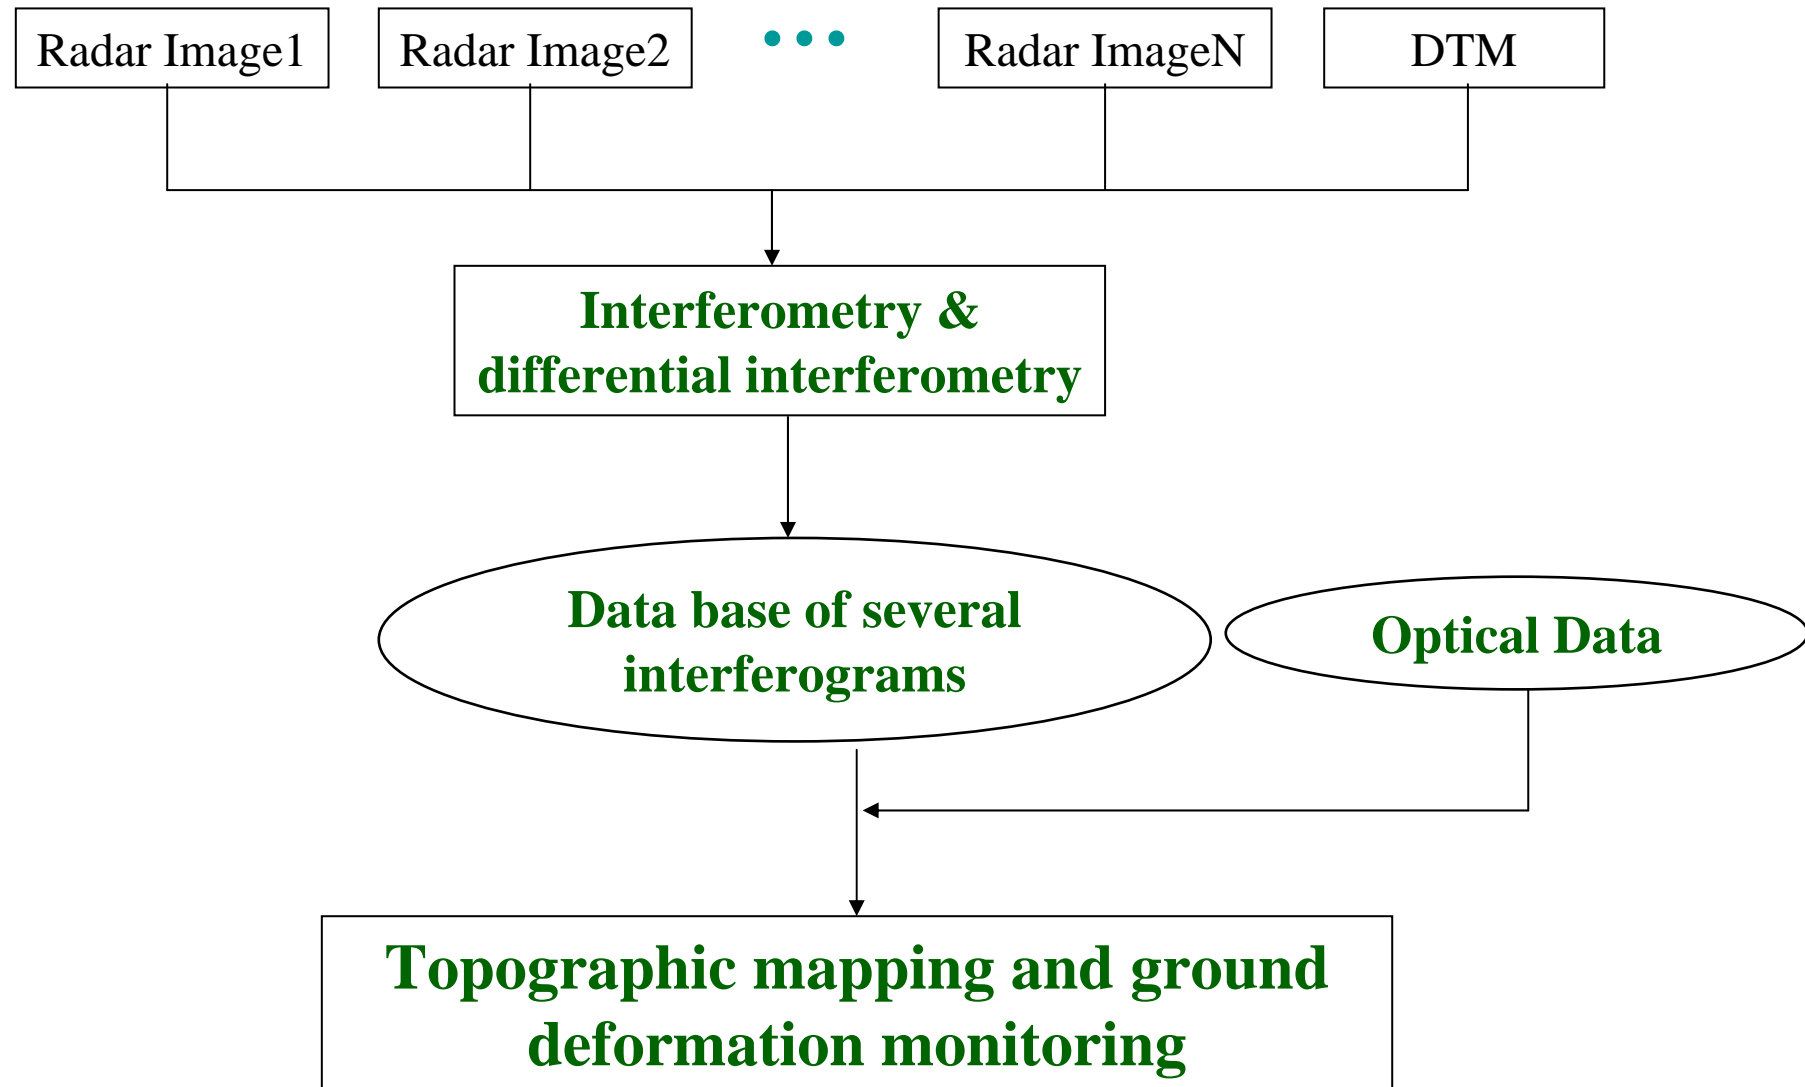 Radar Image1
Radar Image2
•••
Radar ImageN
DTM
Interferometry &
differential interferometry
Data base of several
interferograms
Optical Data
Topographic mapping and ground
deformation monitoring